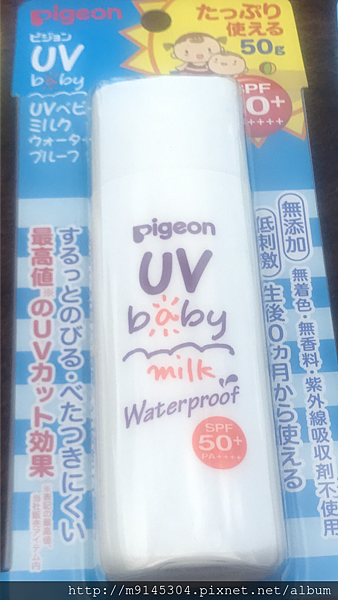 pigeon
ピジョン
UV
baby
UVベビー
ミルク
ウォーター
プルーフ
たっぷり
使える
50g
SPF
50+
++++
pigeon
UV
baby
milk
Waterproof
SPF
50+
PA++++
するっとのびる・べたつきにくい
最高値※のUVカット効果
無添加
無着色・無香料・紫外線吸収剤不使用
低刺激
生後0ヵ月から使える
http://m9145304.pixnet.net/album